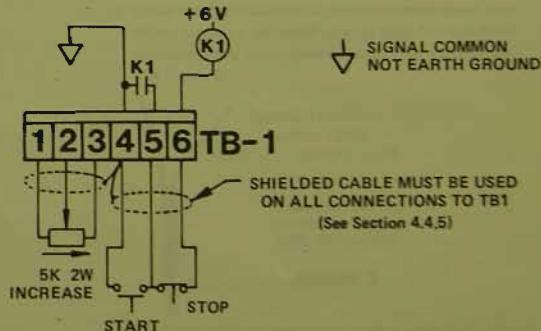 +6V
K1
K1
SIGNAL COMMON
NOT EARTH GROUND
1 2 3 4 5 6 TB-1
SHIELDED CABLE MUST BE USED
ON ALL CONNECTIONS TO TB1
(See Section 4.4,5)
5K 2W
INCREASE
STOP
START